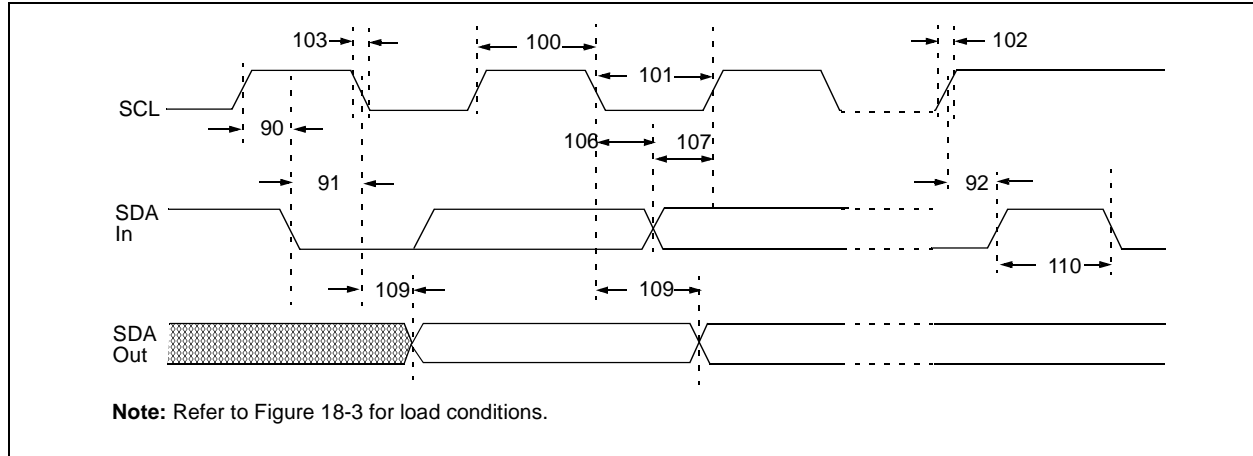 103
100
102
101
SCL
90
106
107
91
92
SDA
In
110
109
109
SDA
Out
Note: Refer to Figure 18-3 for load conditions.